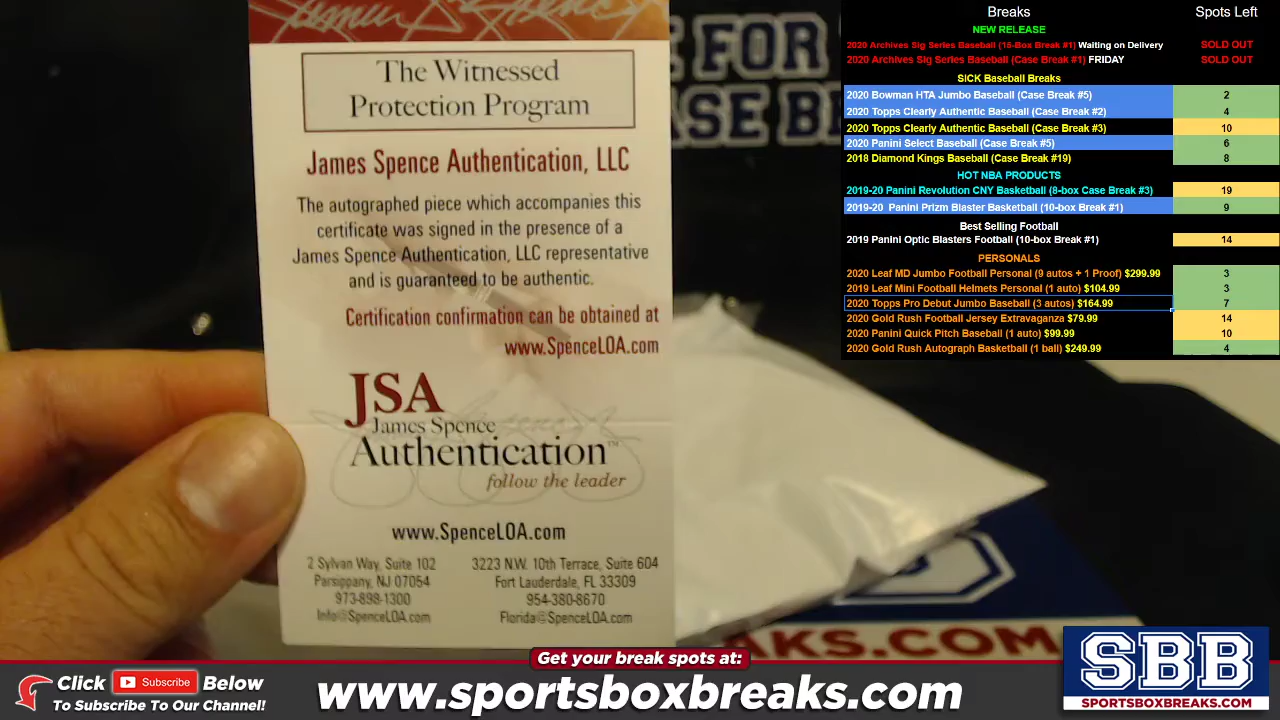 The Witnessed
Protection Program
James Spence Authentication, LLC
The autographed piece which accompanies this
certificate was signed in the presence of a
James Spence Authentication, LLC representative
and is guaranteed to be authentic.
Certification confirmation can be obtained at
www.SpenceLOA.com
JSA
James Spence
Authentication™
follow the leader
www.SpenceLOA.com
2 Sylvan Way, Suite 102
Parsippany, NJ 07054
973-898-1300
Info@SpenceLOA.com
3223 N.W. 10th Terrace, Suite 604
Fort Lauderdale, FL 33309
954-380-8670
Florida@SpenceLOA.com
FOR
ASE B
EAKS.COM
Breaks Spots Left
NEW RELEASE
2020 Archives Sig Series Baseball (15-Box Break #1) Waiting on Delivery SOLD OUT
2020 Archives Sig Series Baseball (Case Break #1) FRIDAY SOLD OUT
SICK Baseball Breaks
2020 Bowman HTA Jumbo Baseball (Case Break #5) 2
2020 Topps Clearly Authentic Baseball (Case Break #2) 4
2020 Topps Clearly Authentic Baseball (Case Break #3) 10
2020 Panini Select Baseball (Case Break #5) 6
2018 Diamond Kings Baseball (Case Break #19) 8
HOT NBA PRODUCTS
2019-20 Panini Revolution CNY Basketball (8-box Case Break #3) 19
2019-20 Panini Prizm Blaster Basketball (10-box Break #1) 9
Best Selling Football
2019 Panini Optic Blasters Football (10-box Break #1) 14
PERSONALS
2020 Leaf MD Jumbo Football Personal (9 autos + 1 Proof) $299.99 3
2019 Leaf Mini Football Helmets Personal (1 auto) $104.99 3
2020 Topps Pro Debut Jumbo Baseball (3 autos) $164.99 7
2020 Gold Rush Football Jersey Extravaganza $79.99 14
2020 Panini Quick Pitch Baseball (1 auto) $99.99 10
2020 Gold Rush Autograph Basketball (1 ball) $249.99 4
Get your break spots at:
www.sportsboxbreaks.com
Click Subscribe Below
To Subscribe To Our Channel!
SBB
SPORTSBOXBREAKS.COM